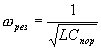 ω_рез = 1 / √(LC_пор)